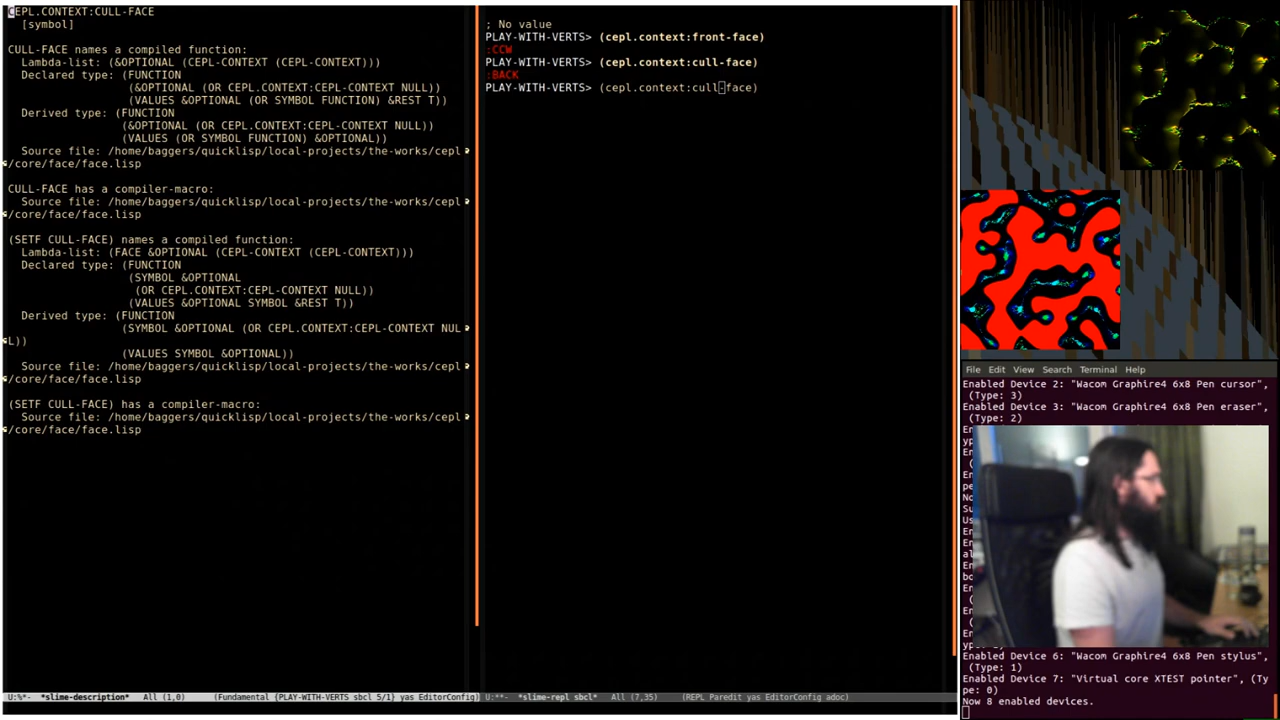 CEPL.CONTEXT:CULL-FACE
[symbol]
CULL-FACE names a compiled function:
Lambda-list: (&OPTIONAL (CEPL-CONTEXT (CEPL-CONTEXT)))
Declared type: (FUNCTION
(&OPTIONAL (OR CEPL.CONTEXT:CEPL-CONTEXT NULL))
(VALUES &OPTIONAL (OR SYMBOL FUNCTION) &REST T))
Derived type: (FUNCTION
(&OPTIONAL (OR CEPL.CONTEXT:CEPL-CONTEXT NULL))
(VALUES (OR SYMBOL FUNCTION) &OPTIONAL))
Source file: /home/baggers/quicklisp/local-projects/the-works/cepl
/core/face/face.lisp
CULL-FACE has a compiler-macro:
Source file: /home/baggers/quicklisp/local-projects/the-works/cepl
/core/face/face.lisp
(SETF CULL-FACE) names a compiled function:
Lambda-list: (FACE &OPTIONAL (CEPL-CONTEXT (CEPL-CONTEXT)))
Declared type: (FUNCTION
(SYMBOL &OPTIONAL
(OR CEPL.CONTEXT:CEPL-CONTEXT NULL))
(VALUES &OPTIONAL SYMBOL &REST T))
Derived type: (FUNCTION
(SYMBOL &OPTIONAL (OR CEPL.CONTEXT:CEPL-CONTEXT NUL
L))
(VALUES SYMBOL &OPTIONAL))
Source file: /home/baggers/quicklisp/local-projects/the-works/cepl
/core/face/face.lisp
(SETF CULL-FACE) has a compiler-macro:
Source file: /home/baggers/quicklisp/local-projects/the-works/cepl
/core/face/face.lisp
U:%*- *slime-description* All (1,0) (Fundamental {PLAY-WITH-VERTS sbcl 5/1} yas EditorConfig)
; No value
PLAY-WITH-VERTS> (cepl.context:front-face)
:CCW
PLAY-WITH-VERTS> (cepl.context:cull-face)
:BACK
PLAY-WITH-VERTS> (cepl.context:cull-face)
U:**- *slime-repl sbcl* All (7,35) (REPL Paredit yas EditorConfig adoc)
File Edit View Search Terminal Help
Enabled Device 2: "Wacom Graphire4 6x8 Pen cursor",
(Type: 3)
Enabled Device 3: "Wacom Graphire4 6x8 Pen eraser",
(Type: 2)
Enabled Device 6: "Wacom Graphire4 6x8 Pen stylus",
(Type: 1)
Enabled Device 7: "Virtual core XTEST pointer", (Ty
pe: 0)
Now 8 enabled devices.